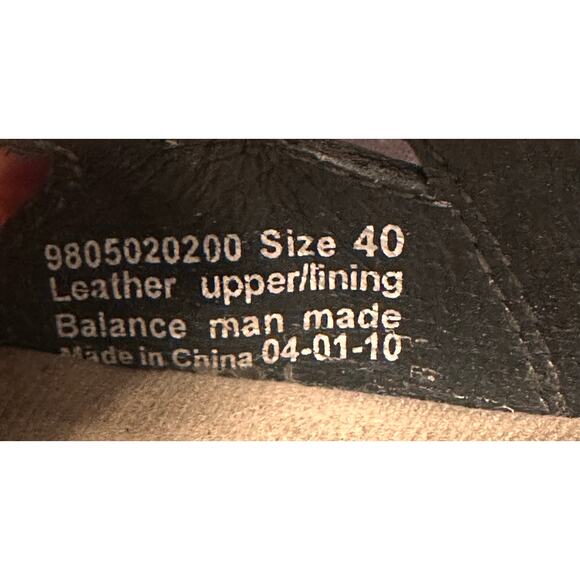 9805020200 Size 40
Leather upper/lining
Balance man made
Made in China 04-01-10